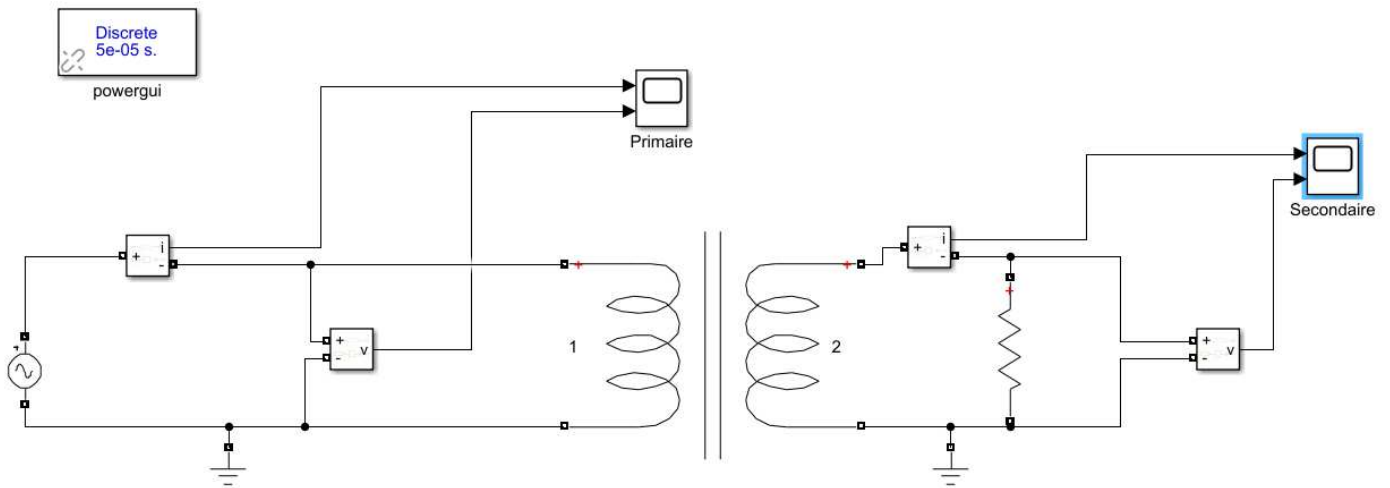 Discrete
5e-05 s.
powergui
Primaire
Secondaire
i
+
-
i
+
-
+
-
v
1
2
+
-
v